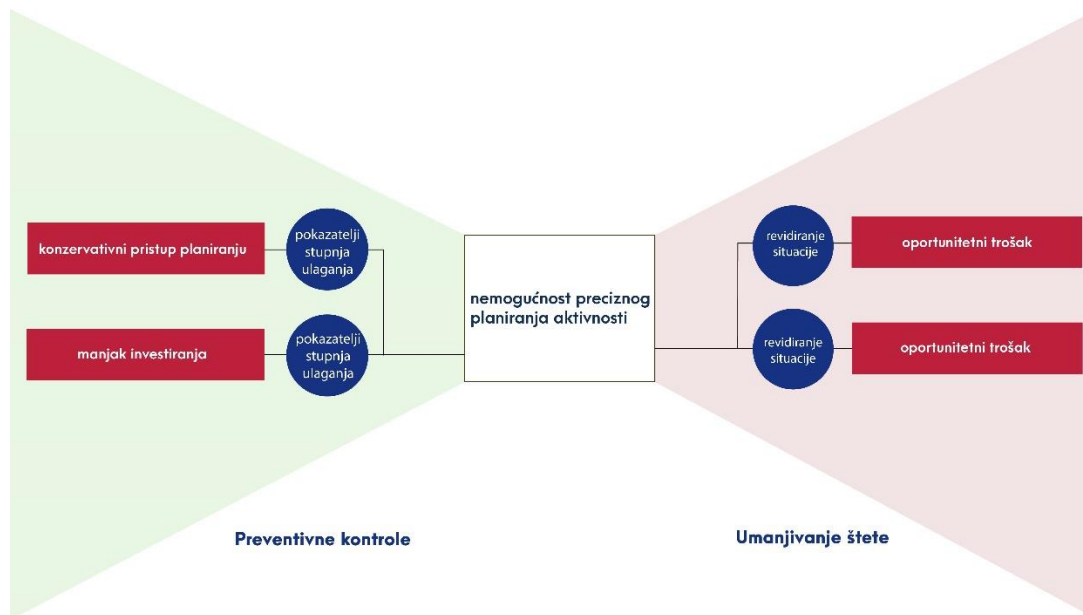 konzervativni pristup planiranju
pokazatelji
stupnja
ulaganja
manjak investiranja
pokazatelji
stupnja
ulaganja
nemogućnost preciznog
planiranja aktivnosti
revidiranje
situacije
oportunitetni trošak
revidiranje
situacije
oportunitetni trošak
Preventivne kontrole
Umanjivanje štete